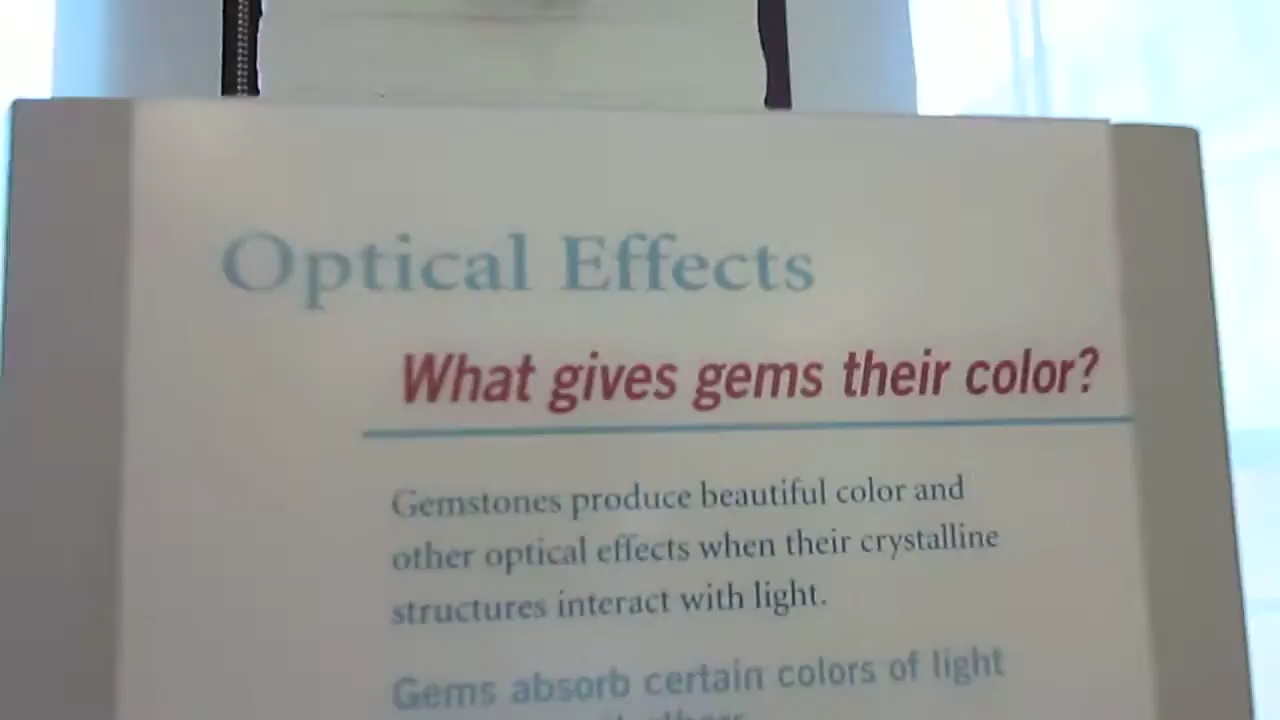 Optical Effects
What gives gems their color?
Gemstones produce beautiful color and
other optical effects when their crystalline
structures interact with light.
Gems absorb certain colors of light